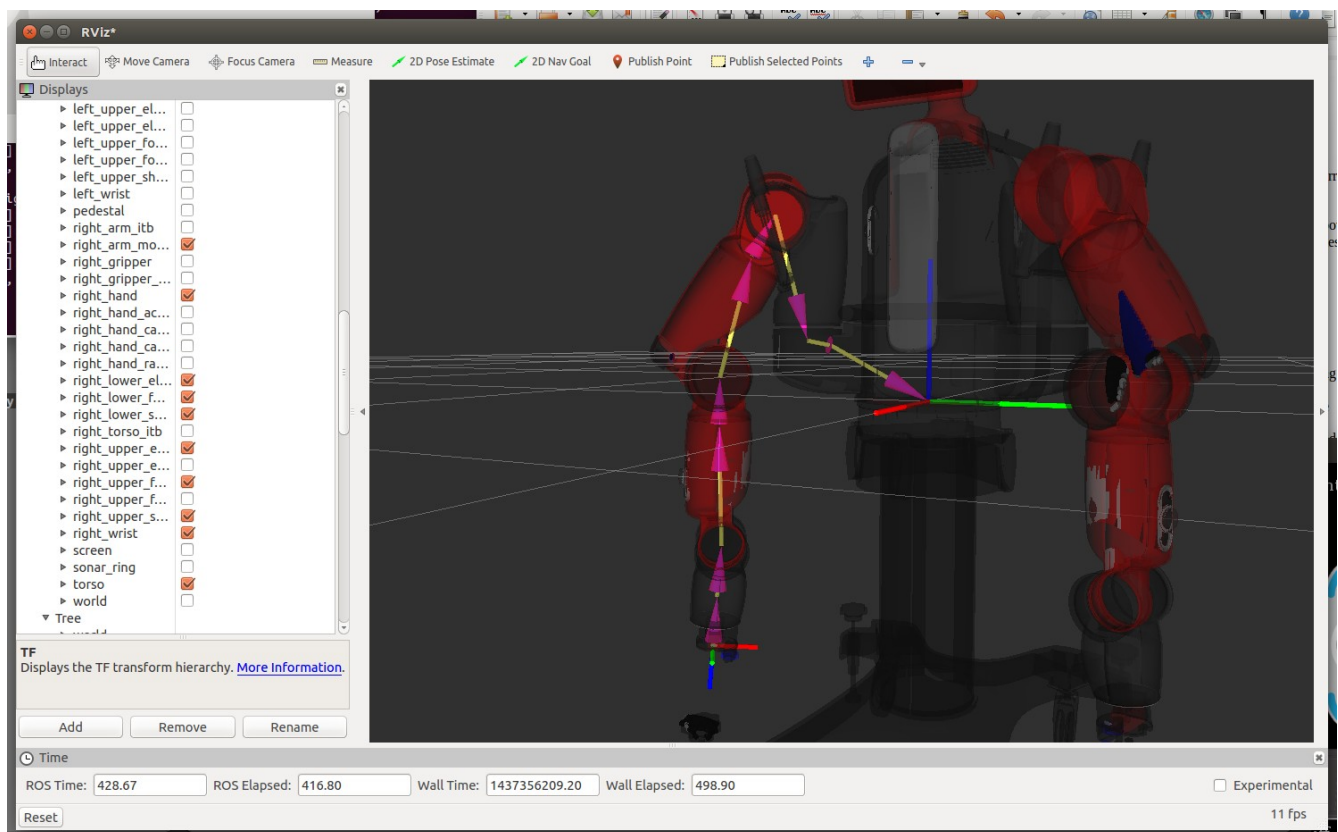 RViz*
Interact Move Camera Focus Camera Measure 2D Pose Estimate 2D Nav Goal Publish Point Publish Selected Points
Displays
left_upper_el...
left_upper_el...
left_upper_fo...
left_upper_fo...
left_upper_sh...
left_wrist
pedestal
right_arm_itb
right_arm_mo...
right_gripper
right_gripper_...
right_hand
right_hand_ac...
right_hand_ca...
right_hand_ca...
right_hand_ra...
right_lower_el...
right_lower_f...
right_lower_s...
right_torso_itb
right_upper_e...
right_upper_e...
right_upper_f...
right_upper_f...
right_upper_s...
right_wrist
screen
sonar_ring
torso
world
Tree
TF
Displays the TF transform hierarchy. More Information.
Add Remove Rename
Time
ROS Time: 428.67 ROS Elapsed: 416.80 Wall Time: 1437356209.20 Wall Elapsed: 498.90 Experimental
Reset 11 fps